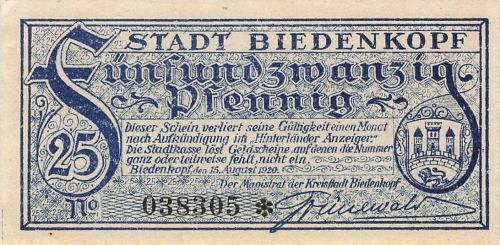 STADT BIEDENKOPF
Fünfundzwanzig
Pfennig
25
Dieser Schein verliert seine Gültigkeit einen Monat
nach Aufkündigung im "Hinterländer Anzeiger".
Die Stadtkasse löst Geldscheine, auf denen die Nummer
ganz oder teilweise fehlt, nicht ein.
Biedenkopf, den 15. August 1920.
Der Magistrat der Kreisstadt Biedenkopf
No 038305 *
Grünewald